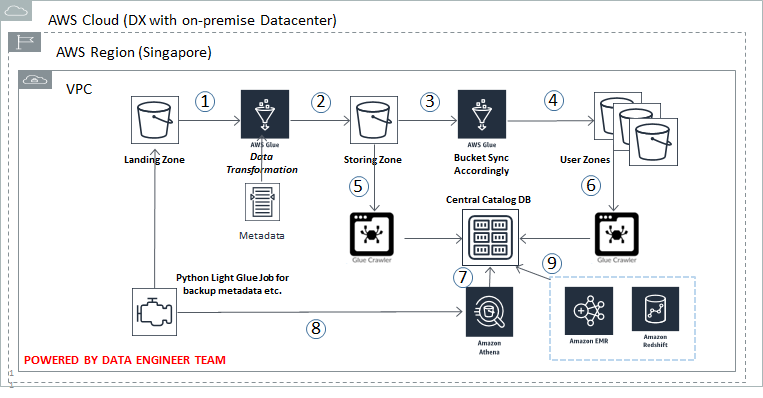 AWS Cloud (DX with on-premise Datacenter)
AWS Region (Singapore)
VPC
1
2
3
4
AWS Glue
AWS Glue
Landing Zone
Data
Transformation
Storing Zone
Bucket Sync
Accordingly
User Zones
5
6
Metadata
Central Catalog DB
Glue Crawler
Glue Crawler
7
9
Python Light Glue Job for
backup metadata etc.
8
Amazon
Athena
Amazon EMR
Amazon
Redshift
POWERED BY DATA ENGINEER TEAM
1
1